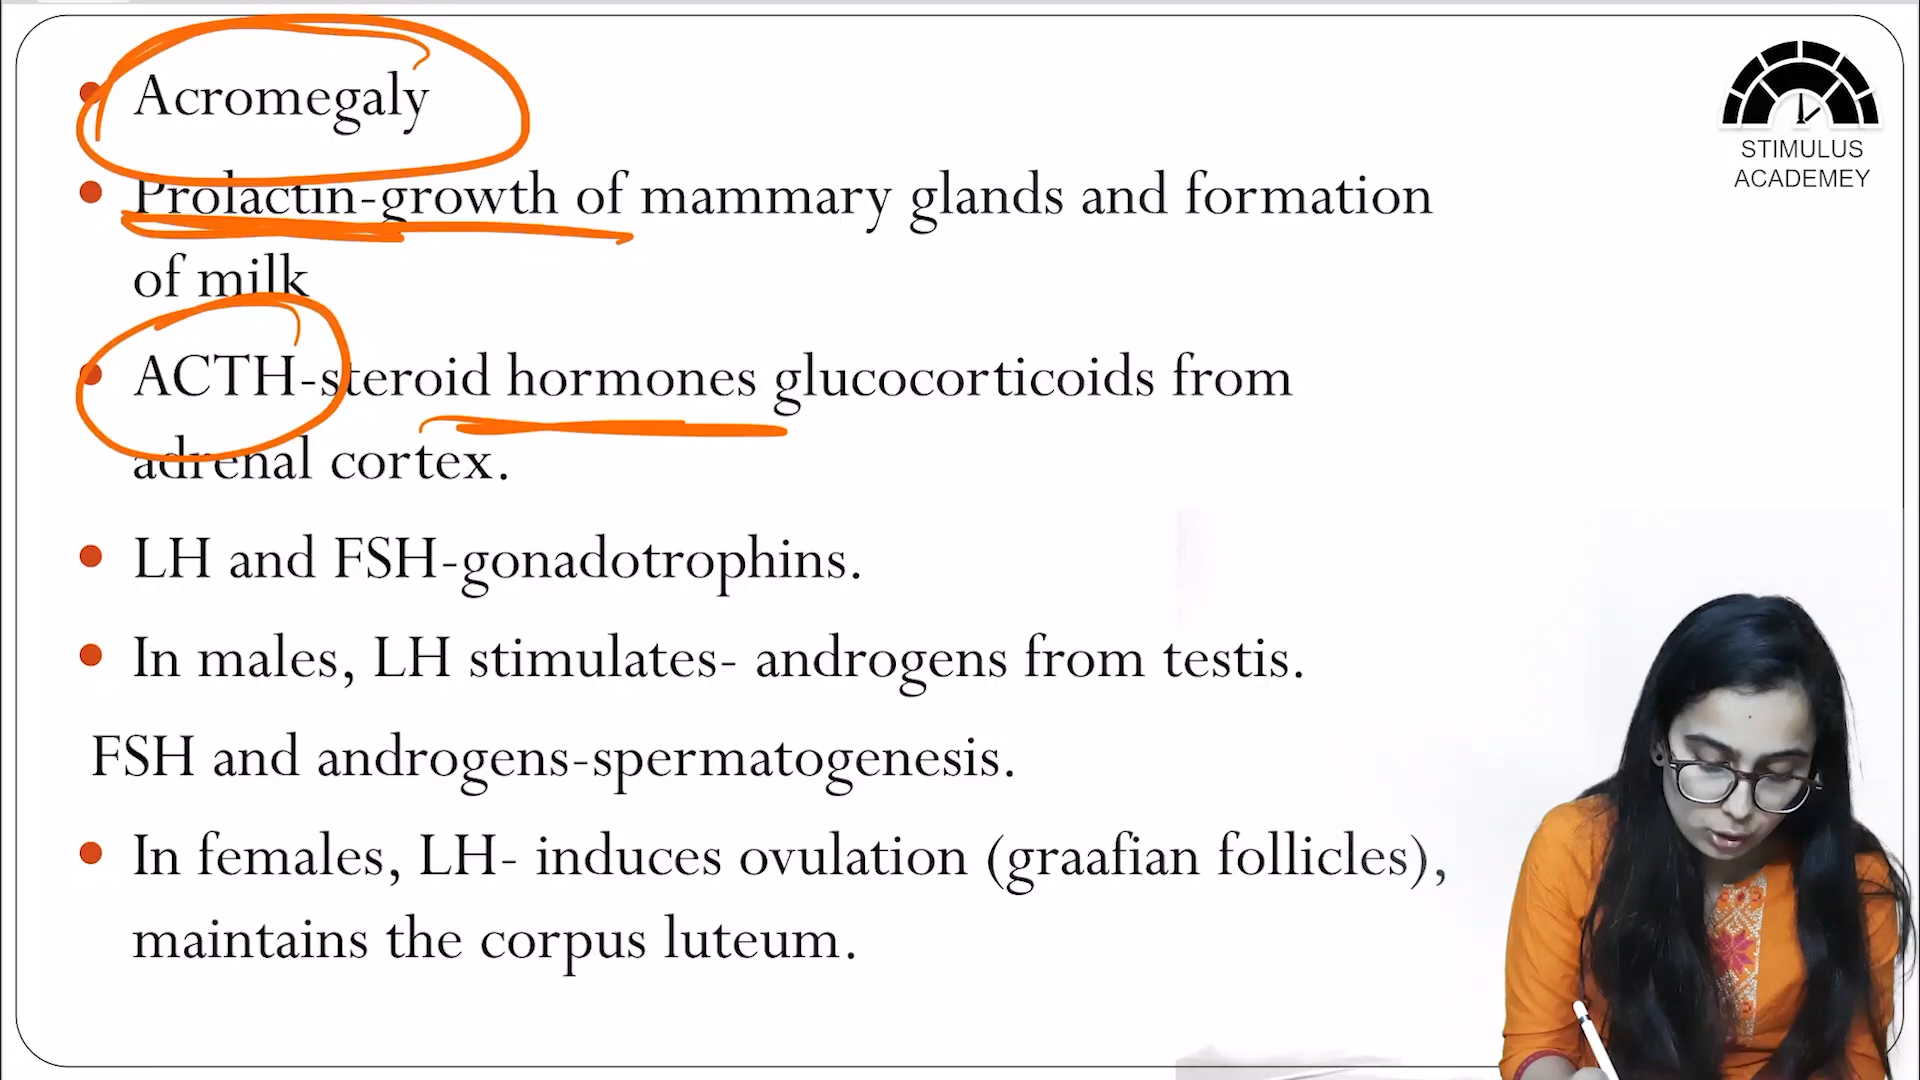 Acromegaly
Prolactin-growth of mammary glands and formation
of milk
ACTH-steroid hormones glucocorticoids from
adrenal cortex.
LH and FSH-gonadotrophins.
In males, LH stimulates- androgens from testis.
FSH and androgens-spermatogenesis.
In females, LH- induces ovulation (graafian follicles),
maintains the corpus luteum.
STIMULUS
ACADEMEY